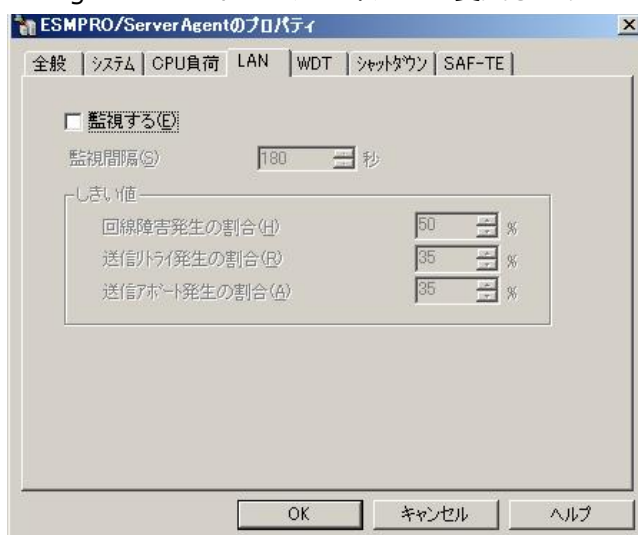 ESMPRO/ServerAgentのプロパティ
全般 システム CPU負荷 LAN WDT シャットダウン SAF-TE
監視する(E)
監視間隔(S) 180 秒
しきい値
回線障害発生の割合(H) 50 %
送信リトライ発生の割合(R) 35 %
送信アボート発生の割合(A) 35 %
OK キャンセル ヘルプ